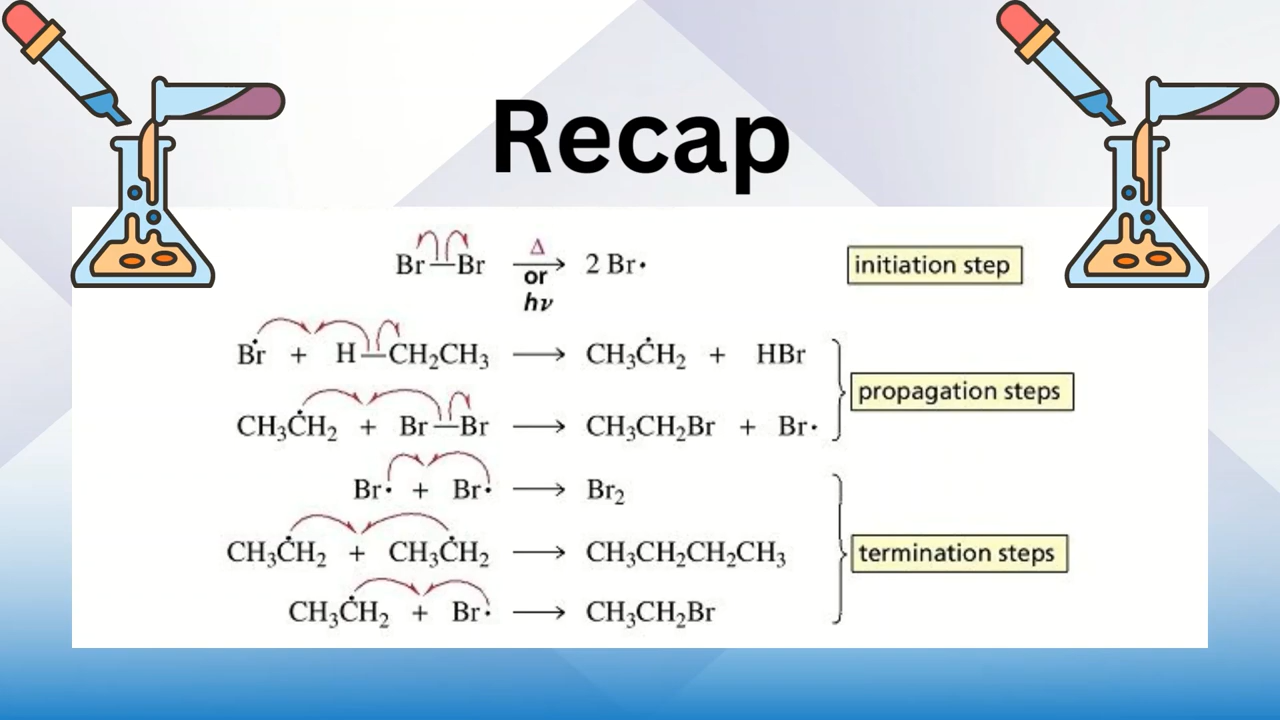 Recap
Br—Br Δ or hν ⟶ 2 Br· initiation step
Ḃr + H—CH₂CH₃ ⟶ CH₃ĊH₂ + HBr
propagation steps
CH₃ĊH₂ + Br—Br ⟶ CH₃CH₂Br + Br·
Br· + Br· ⟶ Br₂
CH₃ĊH₂ + CH₃ĊH₂ ⟶ CH₃CH₂CH₂CH₃ termination steps
CH₃ĊH₂ + Br· ⟶ CH₃CH₂Br